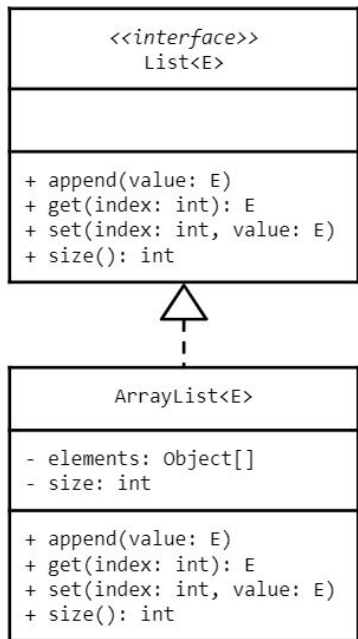 <<interface>>
List<E>
+ append(value: E)
+ get(index: int): E
+ set(index: int, value: E)
+ size(): int
ArrayList<E>
- elements: Object[]
- size: int
+ append(value: E)
+ get(index: int): E
+ set(index: int, value: E)
+ size(): int